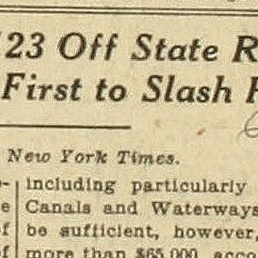 23 Off State
First to Slash
New York Times.
including particularly
Canals and Waterways
be sufficient, however,
more than $65,000, acco